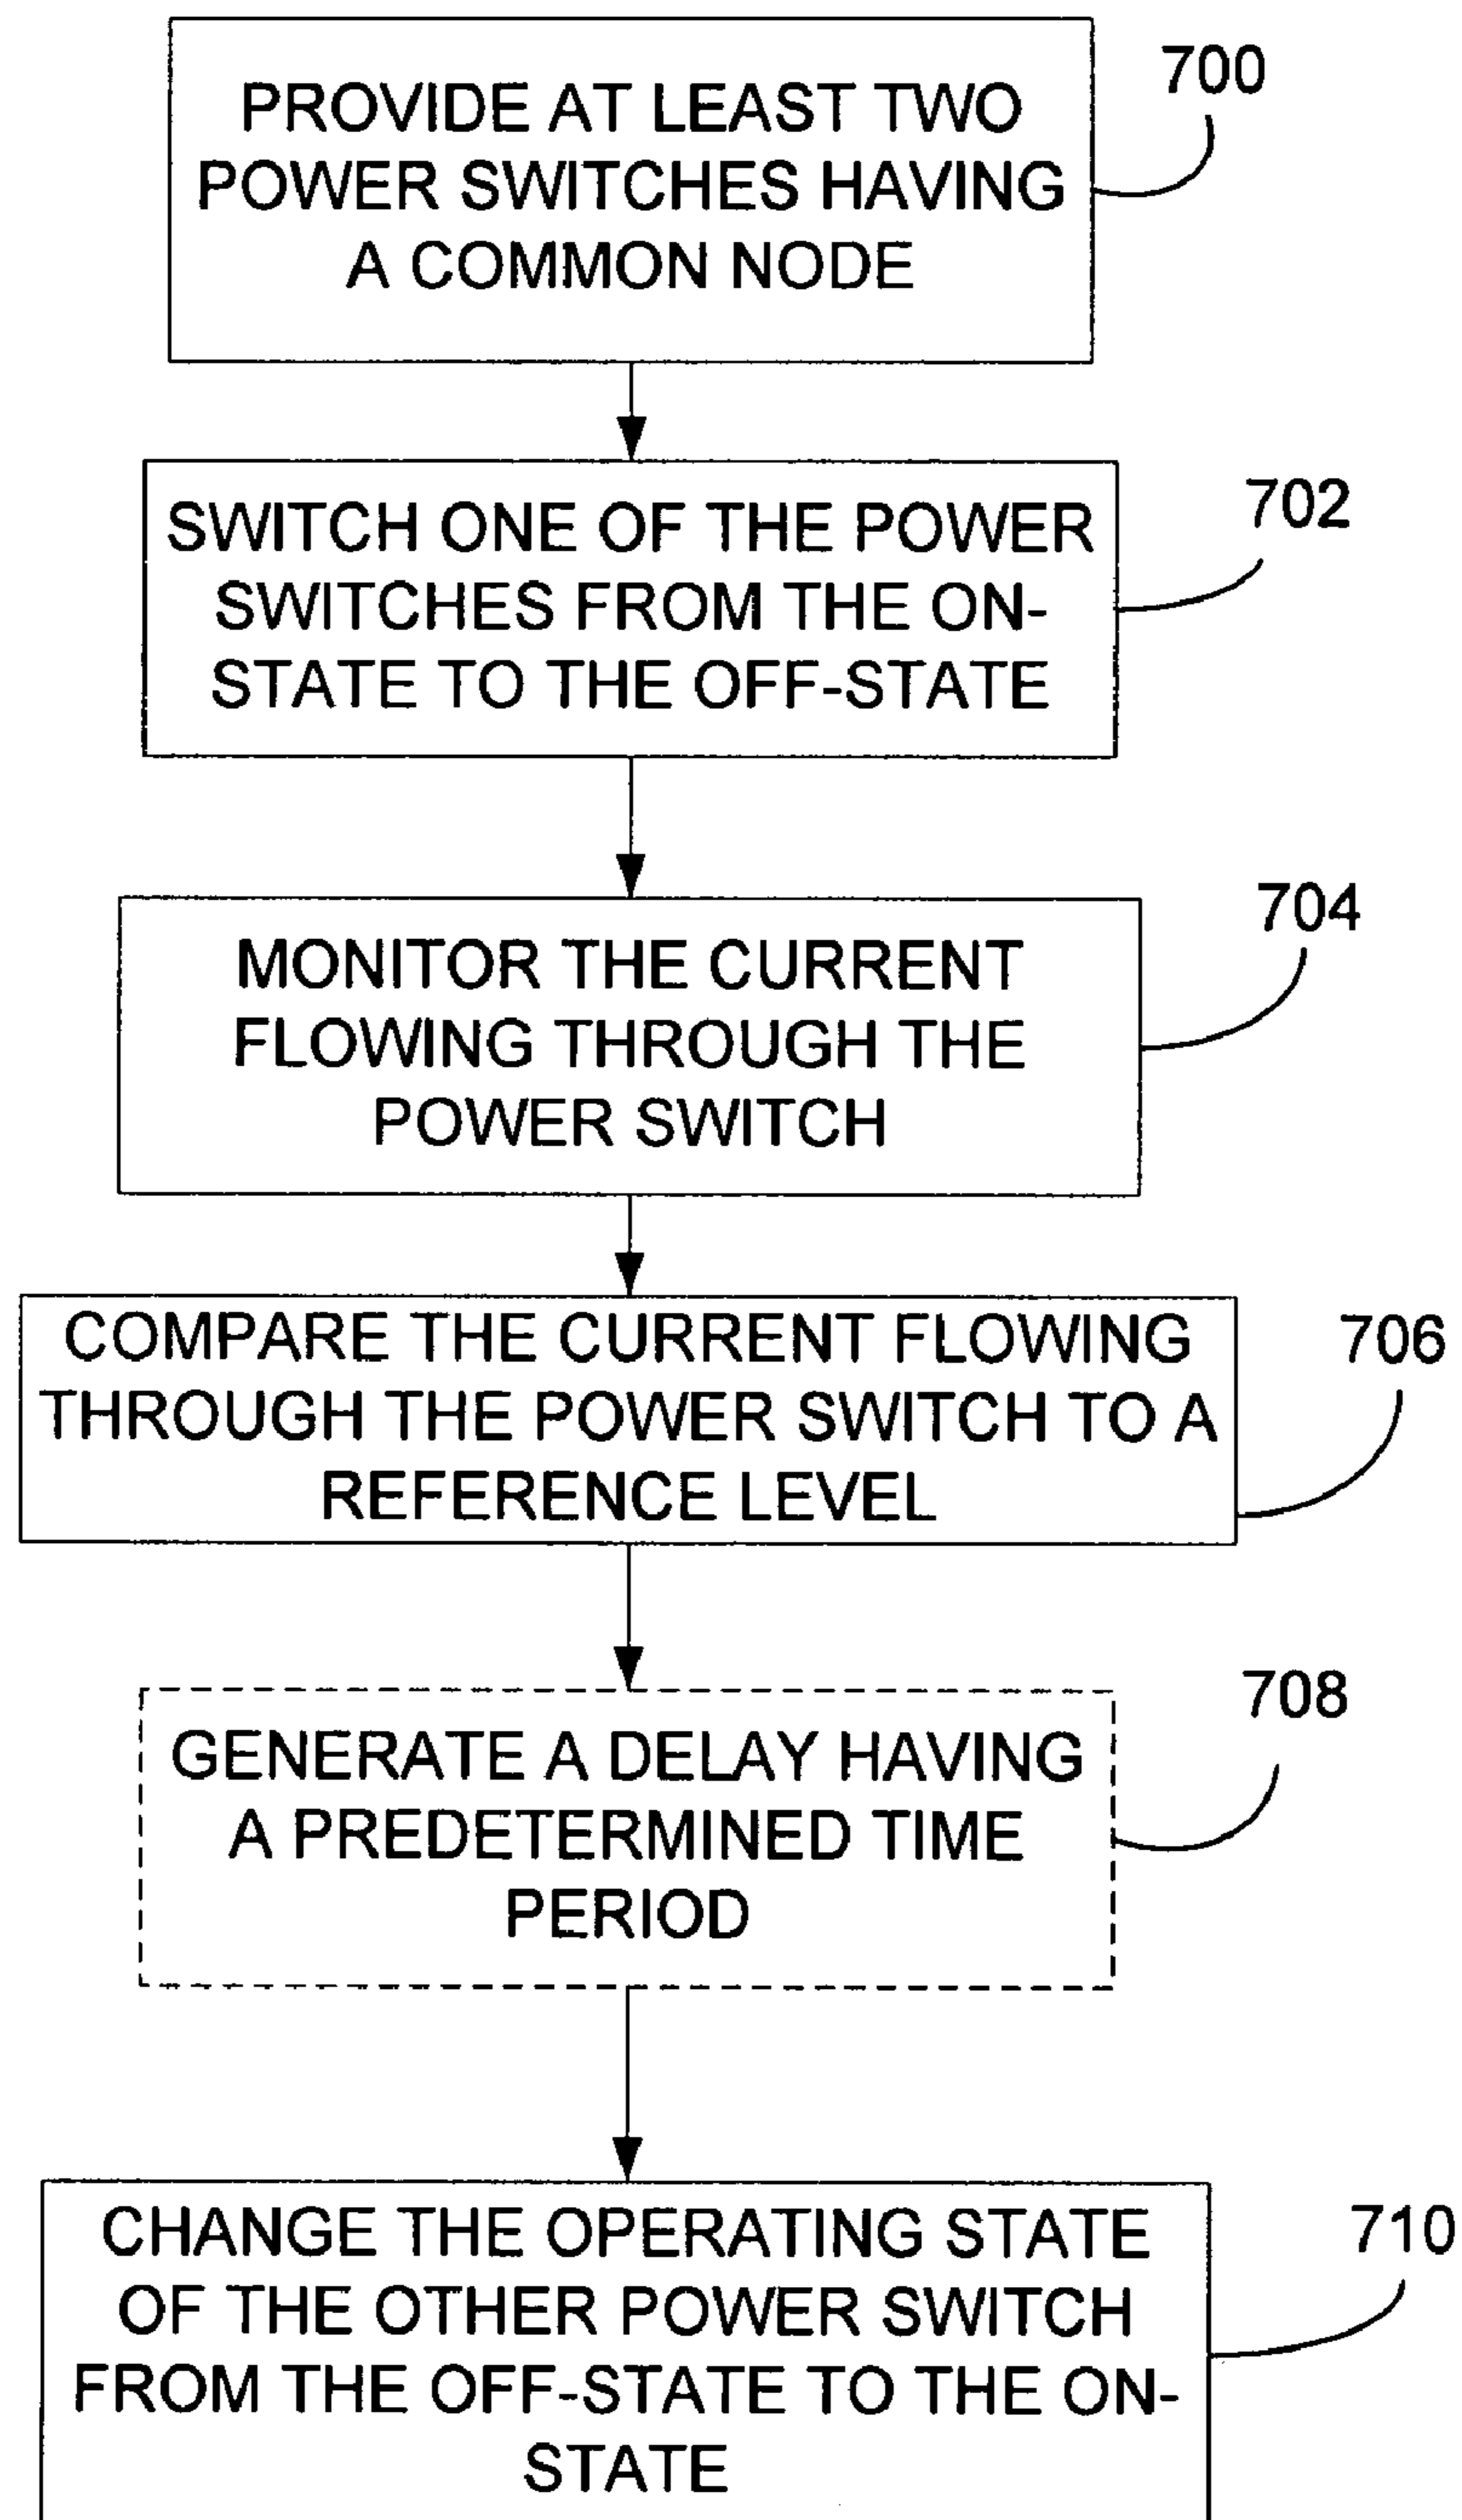 PROVIDE AT LEAST TWO
POWER SWITCHES HAVING
A COMMON NODE
700
SWITCH ONE OF THE POWER
SWITCHES FROM THE ON-
STATE TO THE OFF-STATE
702
MONITOR THE CURRENT
FLOWING THROUGH THE
POWER SWITCH
704
COMPARE THE CURRENT FLOWING
THROUGH THE POWER SWITCH TO A
REFERENCE LEVEL
706
GENERATE A DELAY HAVING
A PREDETERMINED TIME
PERIOD
708
CHANGE THE OPERATING STATE
OF THE OTHER POWER SWITCH
FROM THE OFF-STATE TO THE ON-
STATE
710